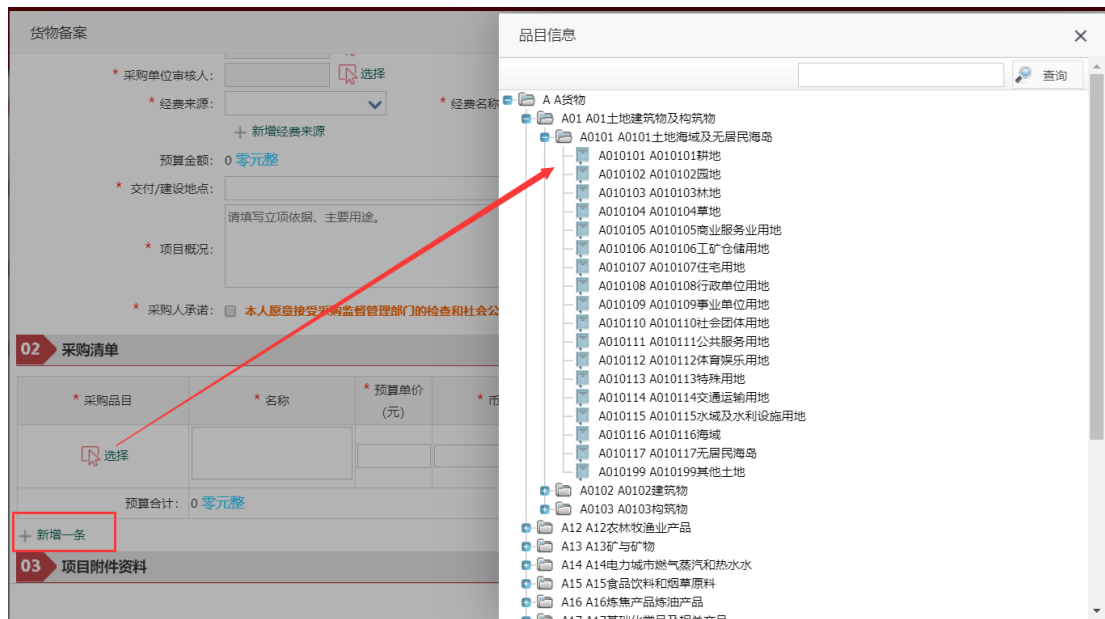 货物备案
* 采购单位审核人: 选择
* 经费来源: * 经费名称
+ 新增经费来源
预算金额: 0 零元整
* 交付/建设地点:
请填写立项依据、主要用途。
* 项目概况:
* 采购人承诺: 本人愿意接受采购监督管理部门的检查和社会公
02 采购清单
* 采购品目 * 名称 * 预算单价(元) * 币
选择
预算合计: 0 零元整
+ 新增一条
03 项目附件资料
品目信息 ×
查询
A A货物
A01 A01土地建筑物及构筑物
A0101 A0101土地海域及无居民海岛
A010101 A010101耕地
A010102 A010102园地
A010103 A010103林地
A010104 A010104草地
A010105 A010105商业服务业用地
A010106 A010106工矿仓储用地
A010107 A010107住宅用地
A010108 A010108行政单位用地
A010109 A010109事业单位用地
A010110 A010110社会团体用地
A010111 A010111公共服务用地
A010112 A010112体育娱乐用地
A010113 A010113特殊用地
A010114 A010114交通运输用地
A010115 A010115水域及水利设施用地
A010116 A010116海域
A010117 A010117无居民海岛
A010199 A010199其他土地
A0102 A0102建筑物
A0103 A0103构筑物
A12 A12农林牧渔业产品
A13 A13矿与矿物
A14 A14电力城市燃气蒸汽和热水水
A15 A15食品饮料和烟草原料
A16 A16炼焦产品炼油产品
A17 A17基础化学品及相关产品